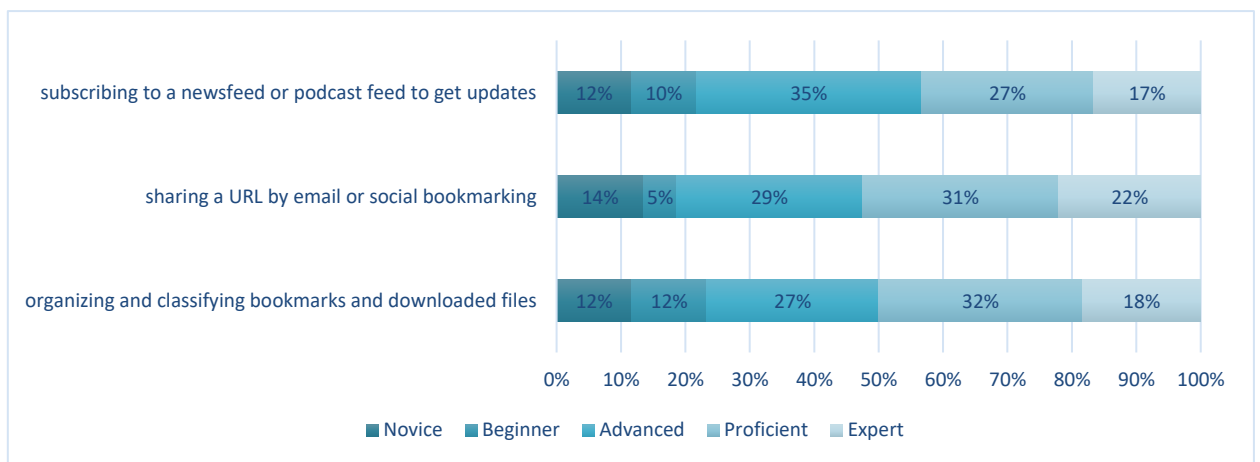 subscribing to a newsfeed or podcast feed to get updates
12% 10% 35% 27% 17%
sharing a URL by email or social bookmarking
14% 5% 29% 31% 22%
organizing and classifying bookmarks and downloaded files
12% 12% 27% 32% 18%
0% 10% 20% 30% 40% 50% 60% 70% 80% 90% 100%
Novice Beginner Advanced Proficient Expert